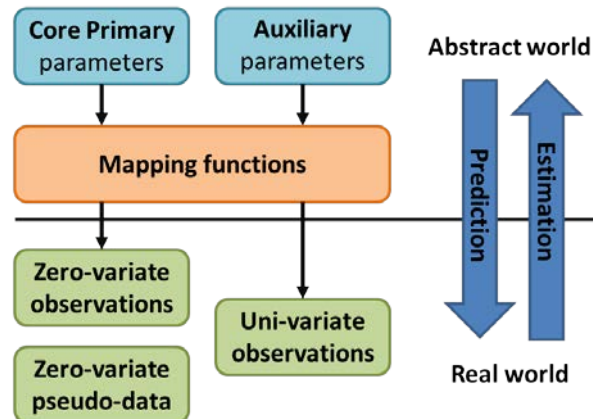 Core Primary
parameters
Auxiliary
parameters
Abstract world
Mapping functions
Prediction
Estimation
Zero-variate
observations
Uni-variate
observations
Zero-variate
pseudo-data
Real world